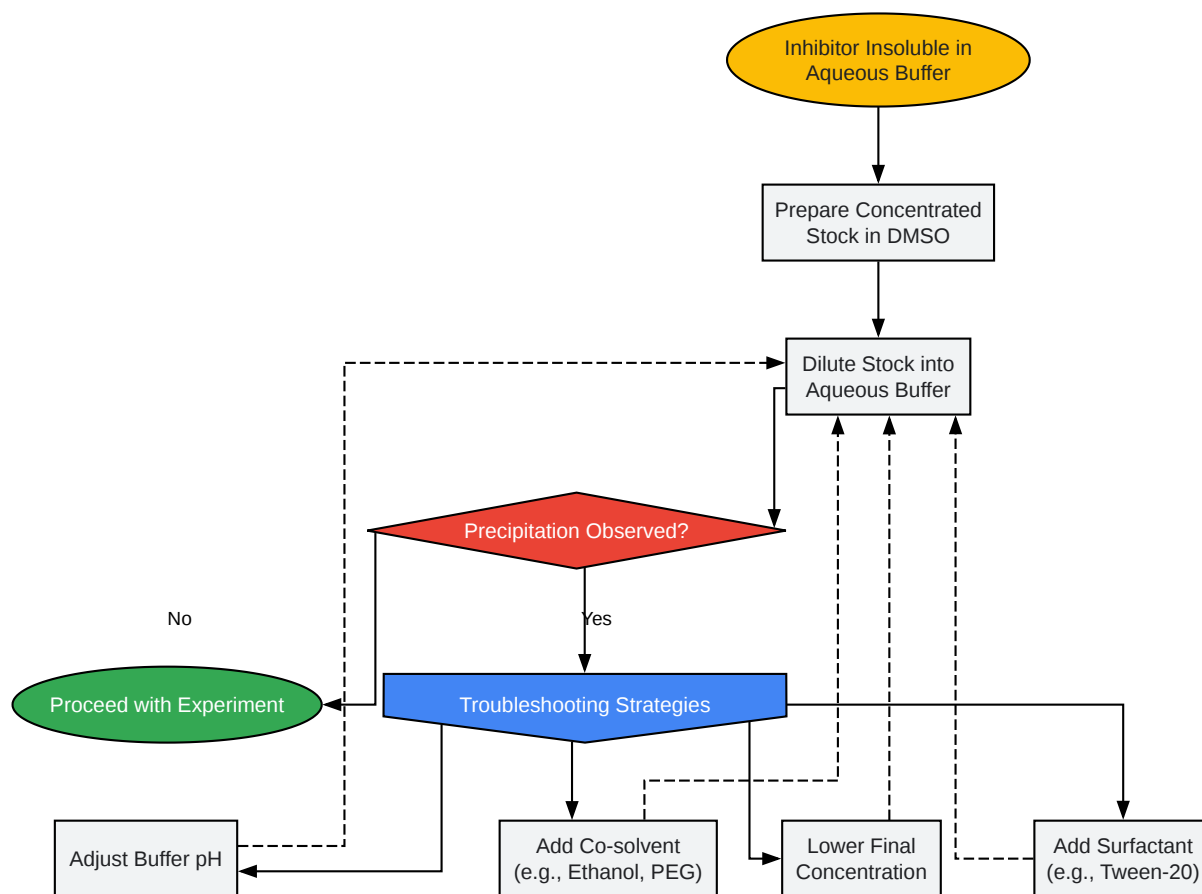 Inhibitor Insoluble in
Aqueous Buffer
Prepare Concentrated
Stock in DMSO
Dilute Stock into
Aqueous Buffer
Precipitation Observed?
No
Yes
Proceed with Experiment
Troubleshooting Strategies
Adjust Buffer pH
Add Co-solvent
(e.g., Ethanol, PEG)
Lower Final
Concentration
Add Surfactant
(e.g., Tween-20)